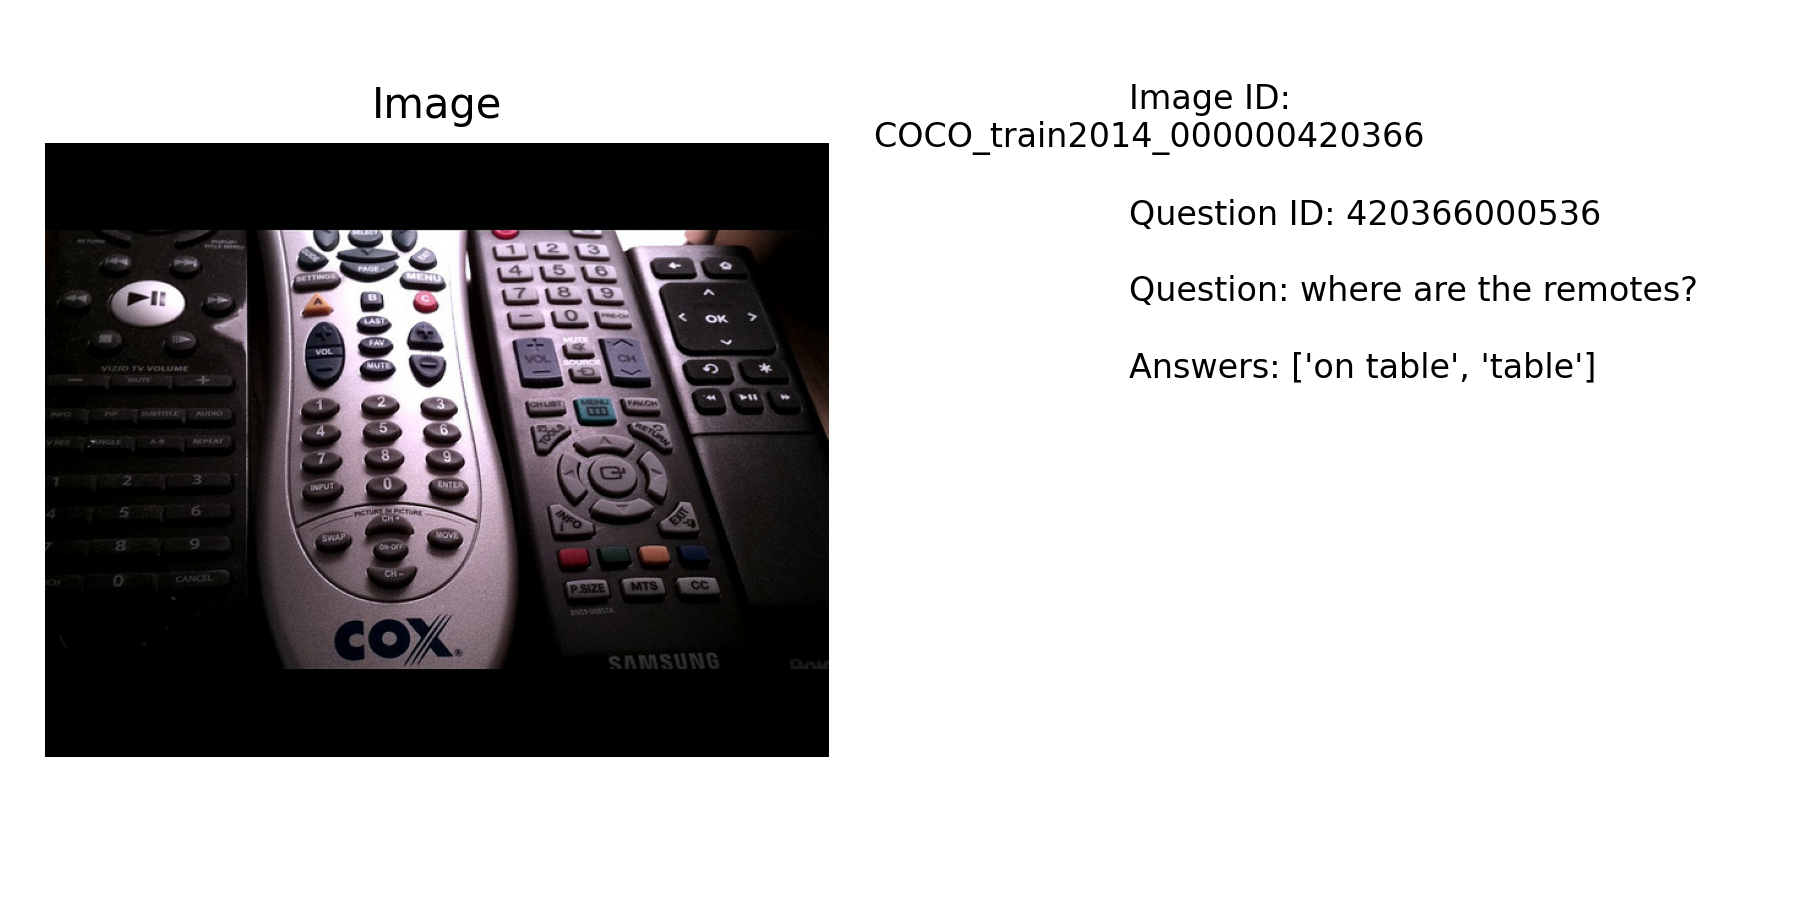 Image
Image ID:
COCO_train2014_000000420366
Question ID: 420366000536
Question: where are the remotes?
Answers: ['on table', 'table']
RETURN
POPUP/
TITLE MENU
VIZIO TV VOLUME
− MUTE +
INFO PIP SUBTITLE AUDIO
ANGLE A-B REPEAT
1 2 3
4 5 6
7 8 9
0 CANCEL
SELECT
GUIDE
PAGE -
SETTINGS MENU
A B C
LAST
+ FAV +
VOL
MUTE
1 2 3
4 5 6
7 8 9
INPUT 0 ENTER
PICTURE IN PICTURE
CH +
SWAP ON-OFF MOVE
CH -
COX
1 2 3
4 5 6
7 8 9
− 0 PRE-CH
+ MUTE
VOL SOURCE CH
−
CH LIST MENU FAV.CH
TOOLS RETURN
INFO EXIT
P.SIZE MTS CC
BN59-00857A
SAMSUNG
OK
*